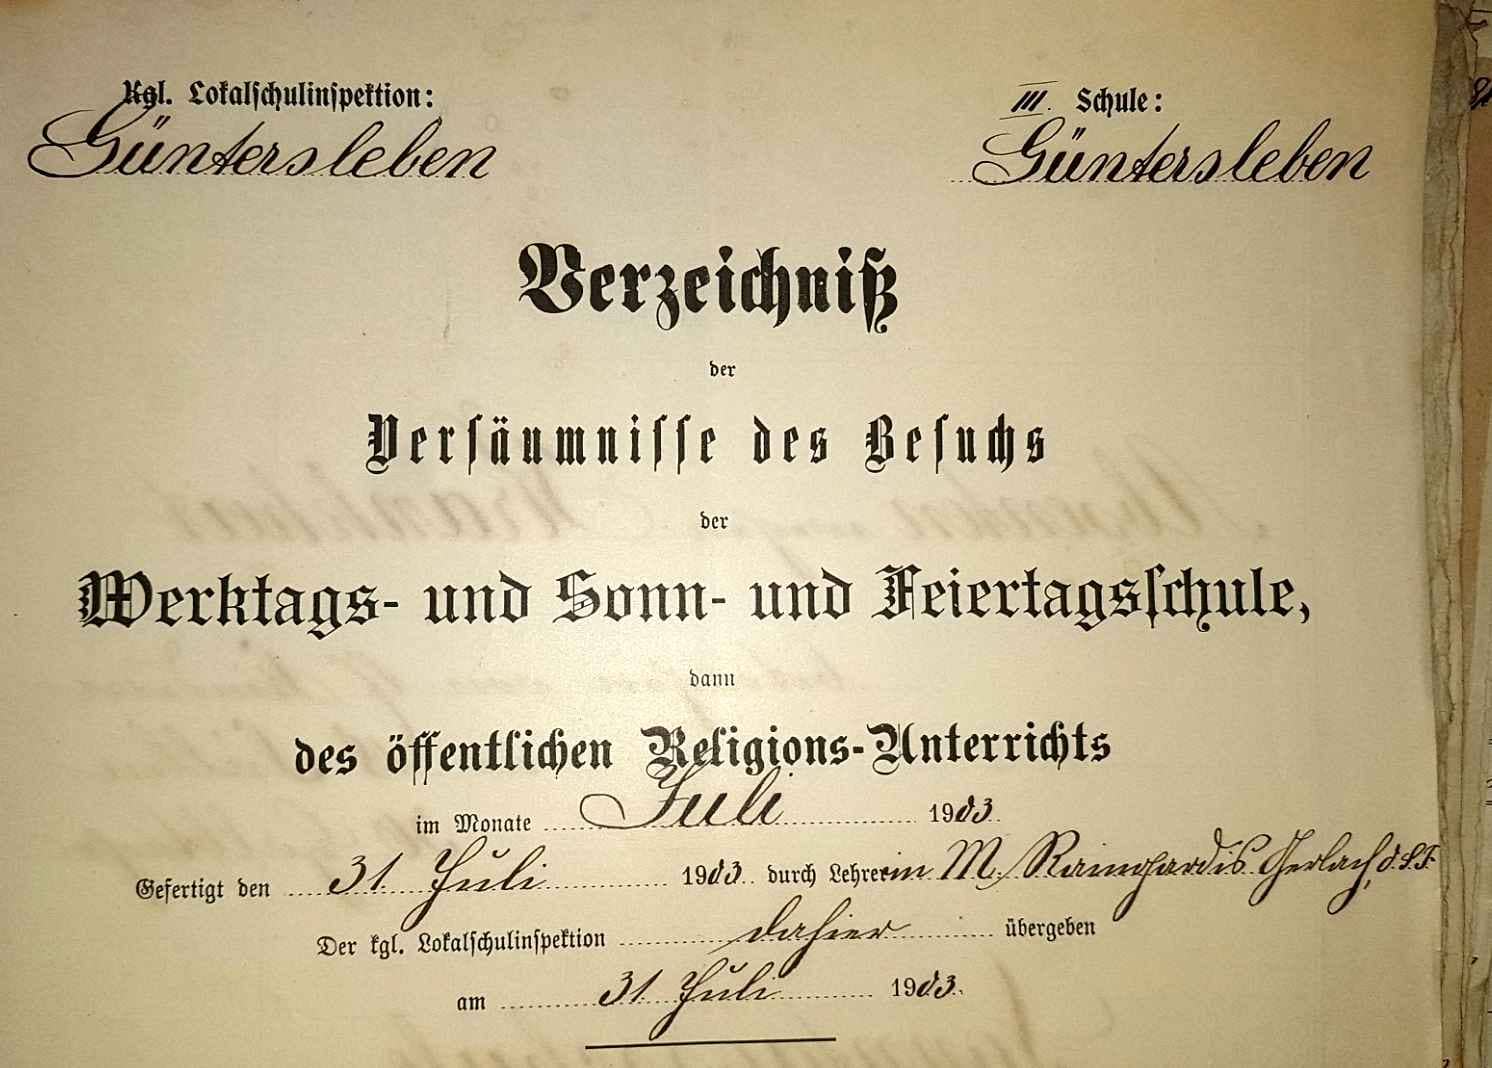 Kgl. Lokalschulinspektion:
Güntersleben
III. Schule:
Güntersleben
Verzeichniß
der
Versäumnisse des Besuchs
der
Werktags- und Sonn- und Feiertagsschule,
dann
des öffentlichen Religions-Unterrichts
im Monate Juli 1903.
Gefertigt den 31. Juli 1903. durch Lehrerin M. Raingardis Gerlach, d. S. F.
Der kgl. Lokalschulinspektion dahier übergeben
am 31. Juli 1903.